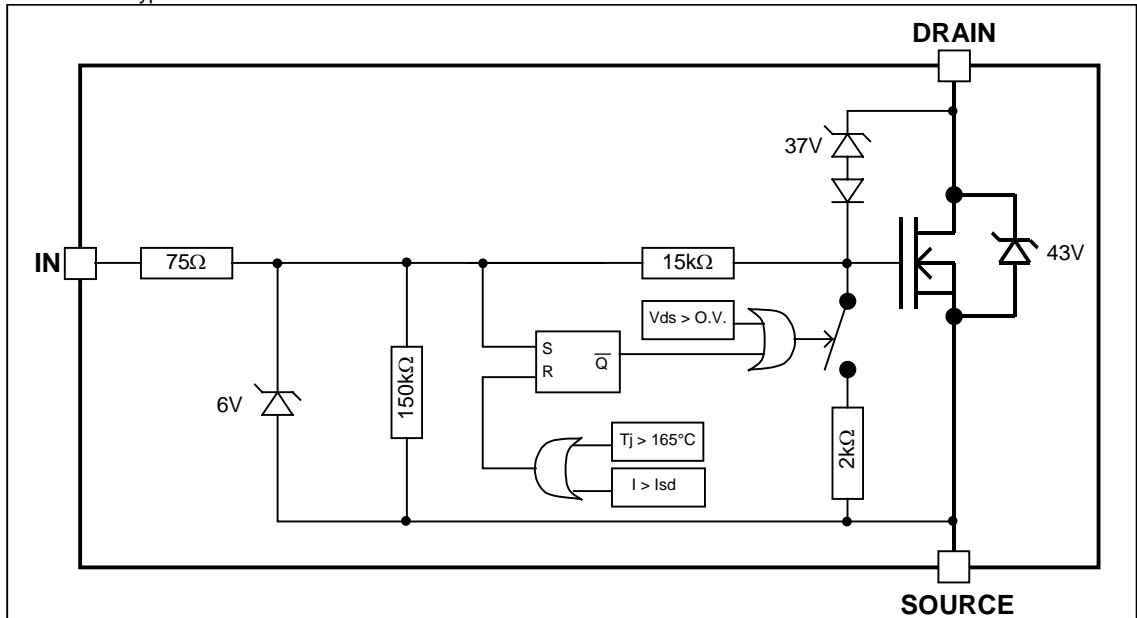 DRAIN
37V
IN
75Ω
15kΩ
43V
Vds > O.V.
S
R
Q̅
6V
150kΩ
Tj > 165°C
I > Isd
2kΩ
SOURCE